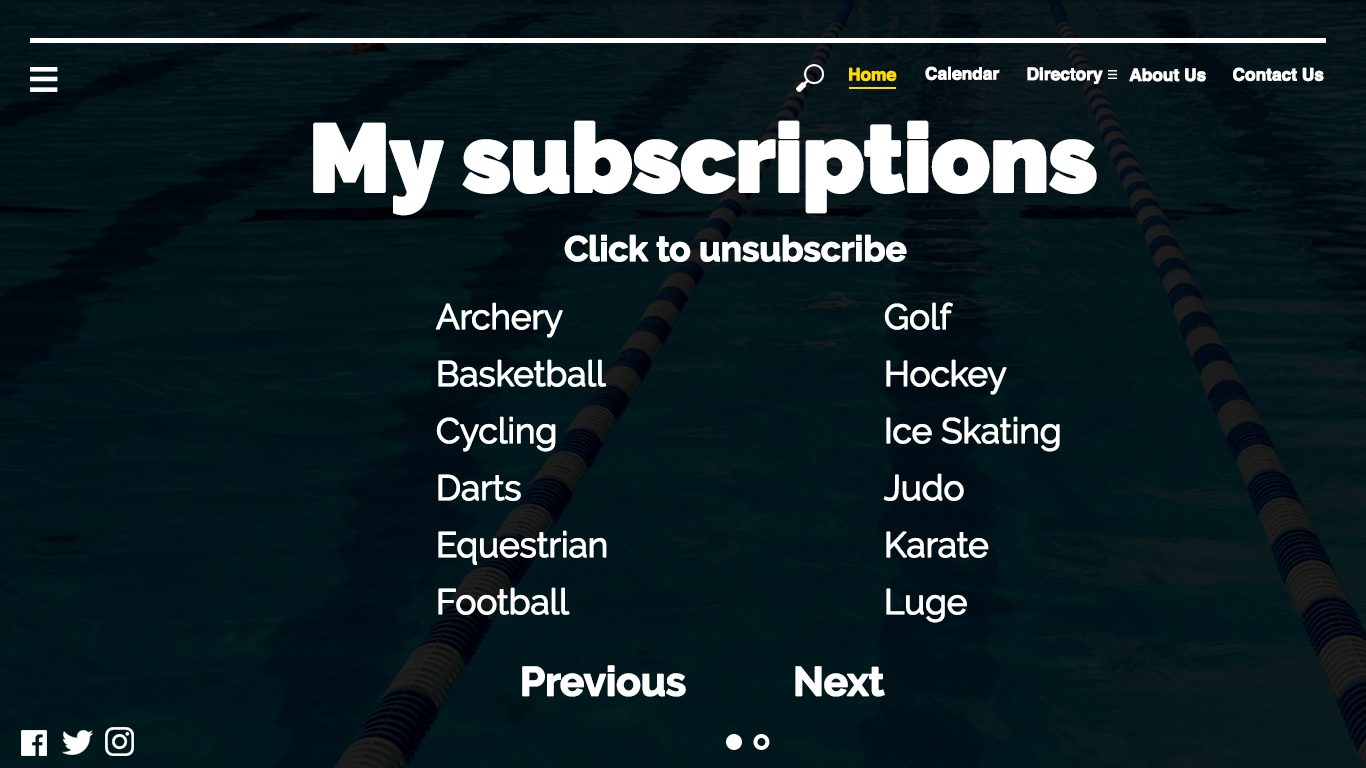 Home Calendar Directory About Us Contact Us
My subscriptions
Click to unsubscribe
Archery
Basketball
Cycling
Darts
Equestrian
Football
Golf
Hockey
Ice Skating
Judo
Karate
Luge
Previous Next